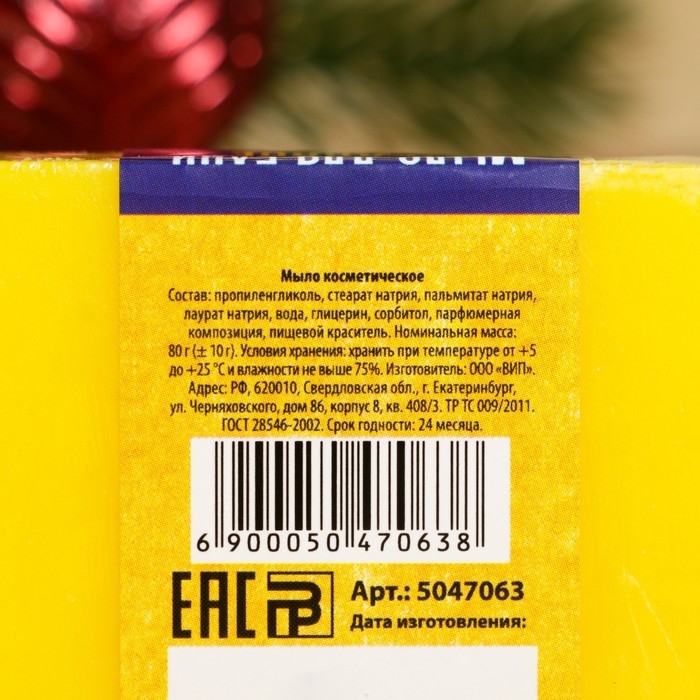 Мыло косметическое
Состав: пропиленгликоль, стеарат натрия, пальмитат натрия,
лаурат натрия, вода, глицерин, сорбитол, парфюмерная
композиция, пищевой краситель. Номинальная масса:
80 г (± 10 г). Условия хранения: хранить при температуре от +5
до +25 °С и влажности не выше 75%. Изготовитель: ООО «ВИП».
Адрес: РФ, 620010, Свердловская обл., г. Екатеринбург,
ул. Черняховского, дом 86, корпус 8, кв. 408/3. ТР ТС 009/2011.
ГОСТ 28546-2002. Срок годности: 24 месяца.
6 900050 470638
ЕАС РВ Арт.: 5047063
Дата изготовления: